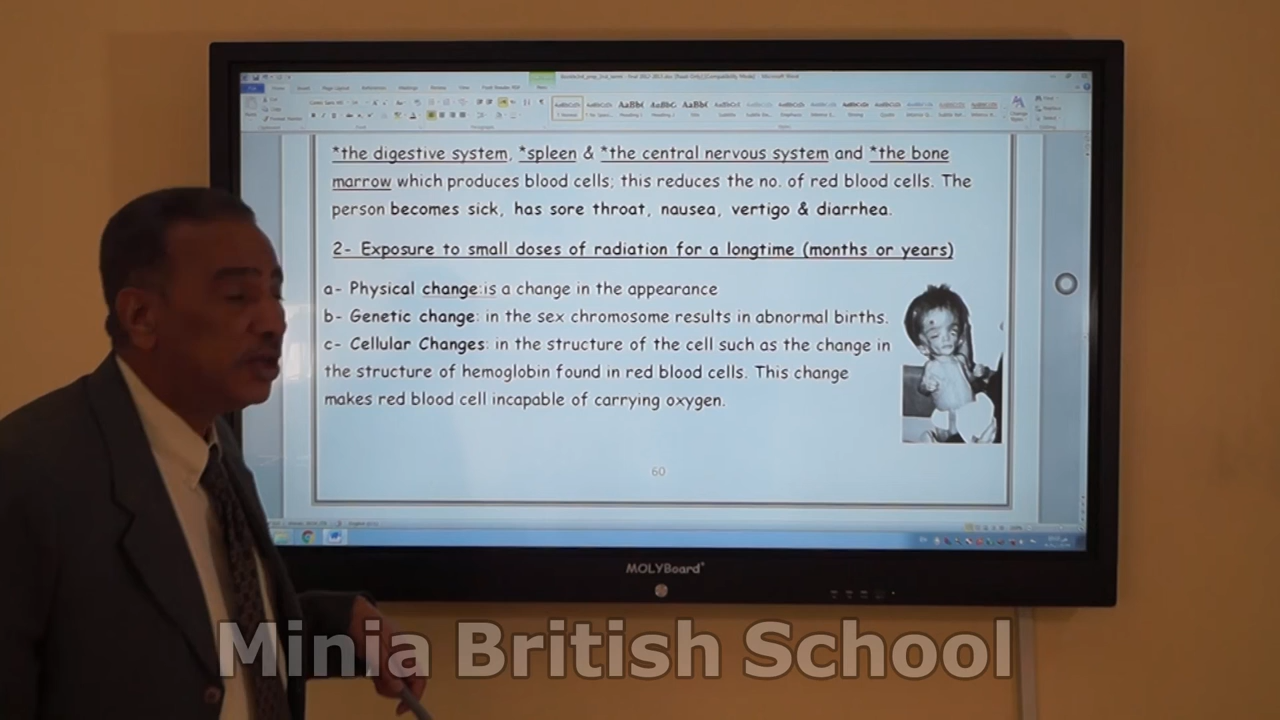 *the digestive system, *spleen & *the central nervous system and *the bone
marrow which produces blood cells; this reduces the no. of red blood cells. The
person becomes sick, has sore throat, nausea, vertigo & diarrhea.
2- Exposure to small doses of radiation for a longtime (months or years)
a- Physical change:is a change in the appearance
b- Genetic change: in the sex chromosome results in abnormal births.
c- Cellular Changes: in the structure of the cell such as the change in
the structure of hemoglobin found in red blood cells. This change
makes red blood cell incapable of carrying oxygen.
60
MOLYBoard
Minia British School